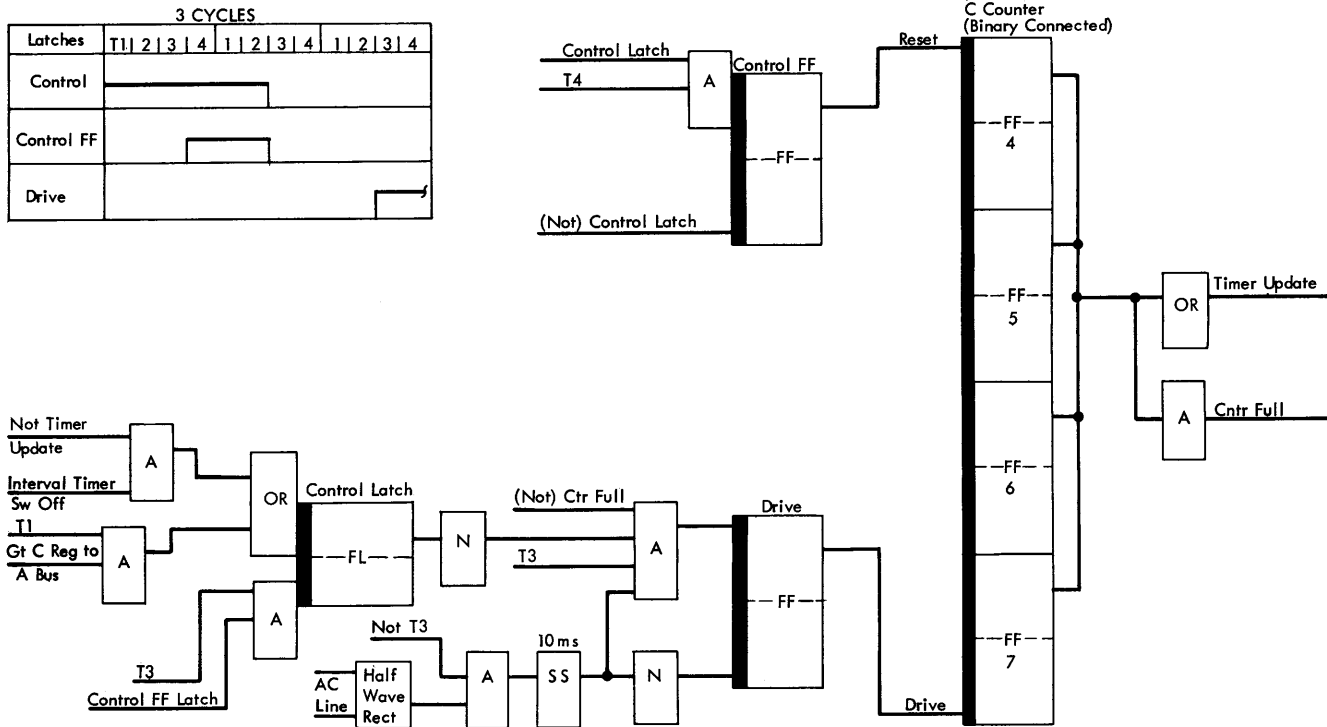 3 CYCLES
Latches T1 2 3 4 1 2 3 4 1 2 3 4
Control
Control FF
Drive
Control Latch
T4
A
Control FF
FF
(Not) Control Latch
Reset
C Counter
(Binary Connected)
FF
4
FF
5
FF
6
FF
7
OR
Timer Update
A
Cntr Full
Not Timer
Update
Interval Timer
Sw Off
A
T1
Gt C Reg to
A Bus
A
OR
Control Latch
FL
A
T3
Control FF Latch
N
(Not) Ctr Full
T3
A
Not T3
AC
Line
Half
Wave
Rect
A
10 ms
SS
N
Drive
FF
Drive